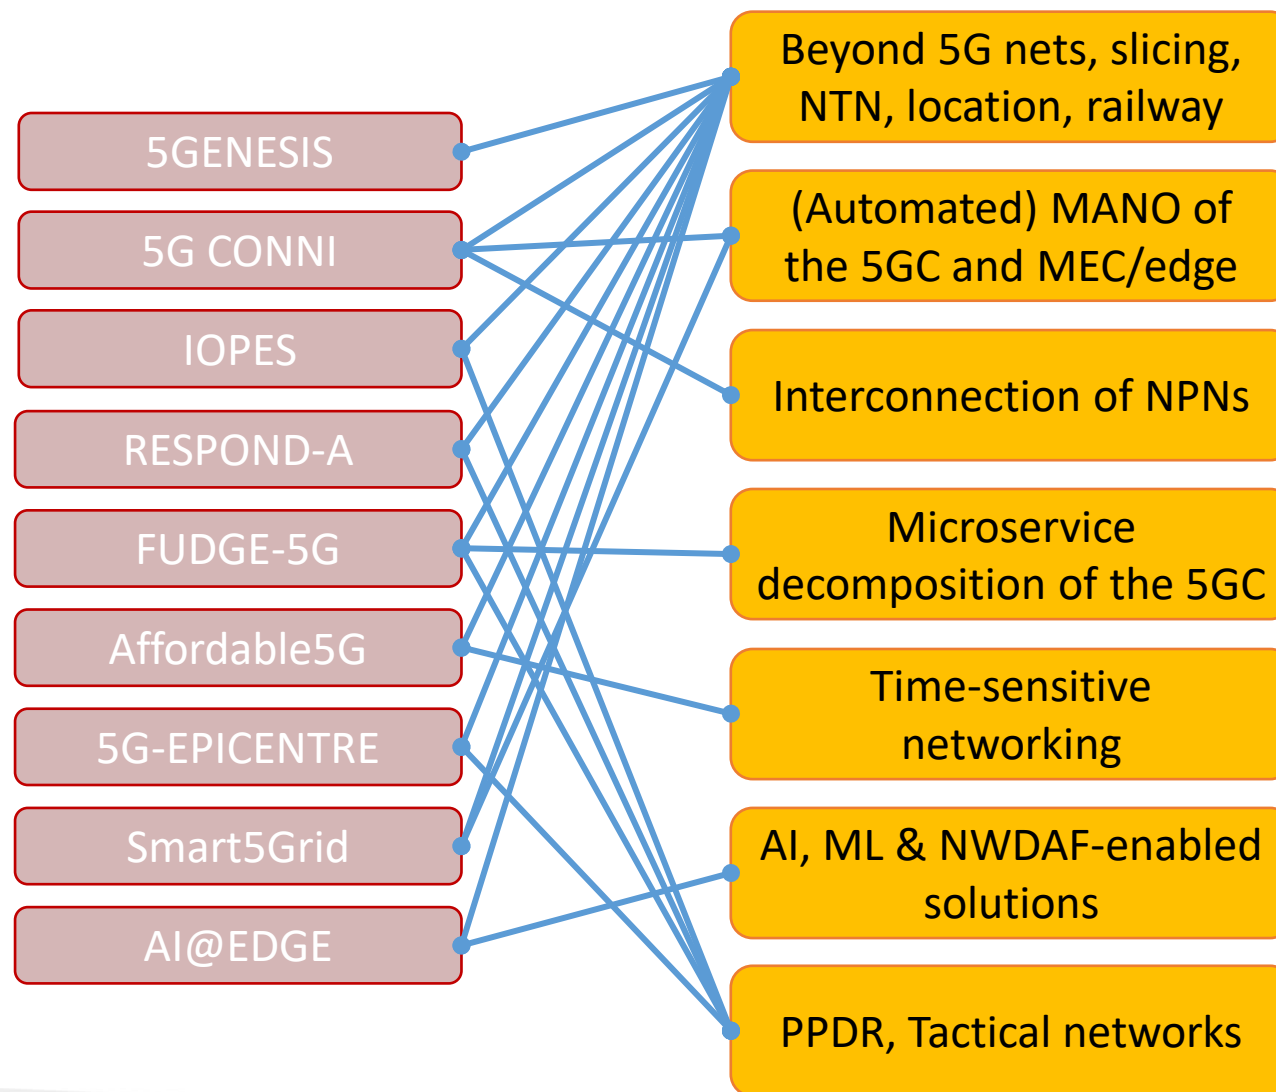 5GENESIS
5G CONNI
IOPES
RESPOND-A
FUDGE-5G
Affordable5G
5G-EPICENTRE
Smart5Grid
AI@EDGE
Beyond 5G nets, slicing,
NTN, location, railway
(Automated) MANO of
the 5GC and MEC/edge
Interconnection of NPNs
Microservice
decomposition of the 5GC
Time-sensitive
networking
AI, ML & NWDAF-enabled
solutions
PPDR, Tactical networks